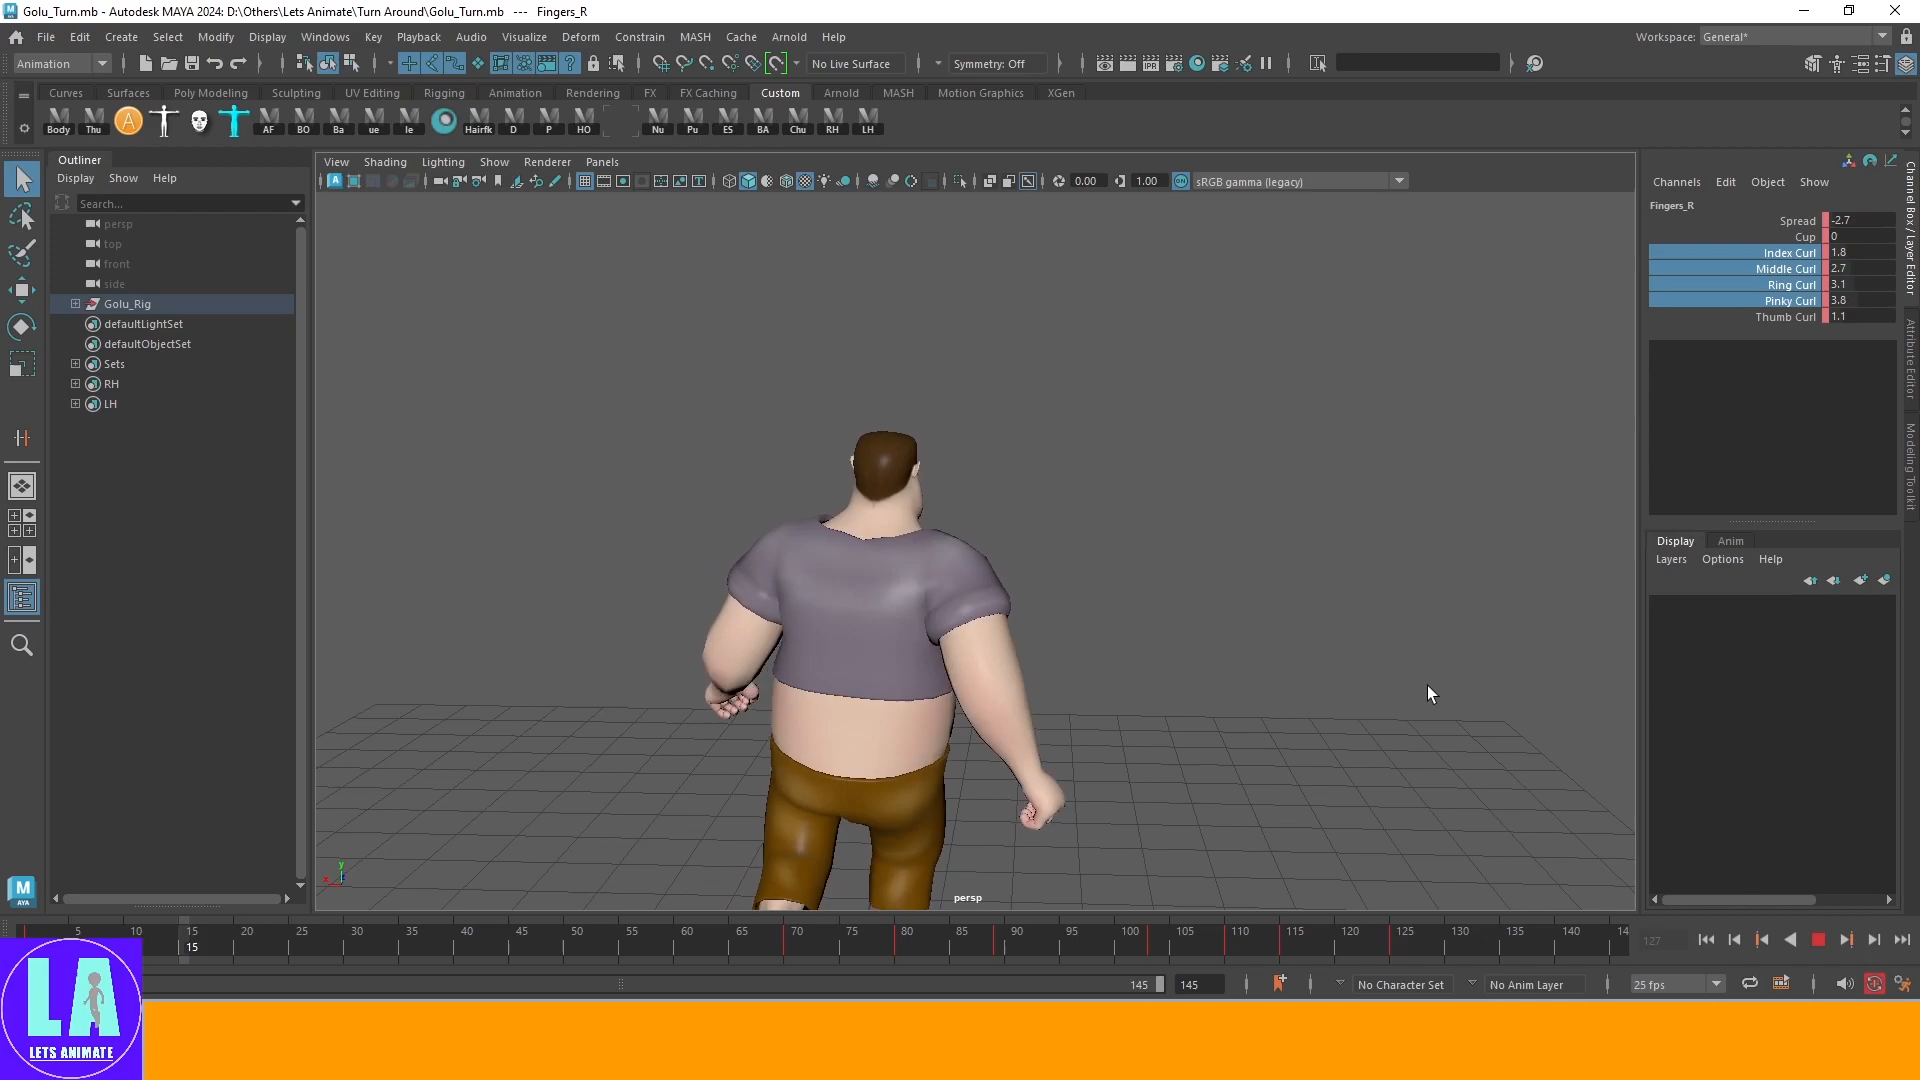 Golu_Turn.mb - Autodesk MAYA 2024: D:\Others\Lets Animate\Turn Around\Golu_Turn.mb --- Fingers_R
File Edit Create Select Modify Display Windows Key Playback Audio Visualize Deform Constrain MASH Cache Arnold Help
Workspace: General*
Animation
No Live Surface
Symmetry: Off
Curves Surfaces Poly Modeling Sculpting UV Editing Rigging Animation Rendering FX FX Caching Custom Arnold MASH Motion Graphics XGen
Body Thu A AF BO Ba ue le Hairfk D P HO Nu Pu ES BA Chu RH LH
Outliner
Display Show Help
Search...
persp
top
front
side
Golu_Rig
defaultLightSet
defaultObjectSet
Sets
RH
LH
View Shading Lighting Show Renderer Panels
0.00 1.00 sRGB gamma (legacy)
persp
Channels Edit Object Show
Fingers_R
Spread -2.7
Cup 0
Index Curl 1.8
Middle Curl 2.7
Ring Curl 3.1
Pinky Curl 3.8
Thumb Curl 1.1
Display Anim
Layers Options Help
Channel Box / Layer Editor
Attribute Editor
Modeling Toolkit
5 10 15 20 25 30 35 40 45 50 55 60 65 70 75 80 85 90 95 100 105 110 115 120 125 130 135 140 14
15
127
145 145 No Character Set No Anim Layer 25 fps
LA
LETS ANIMATE